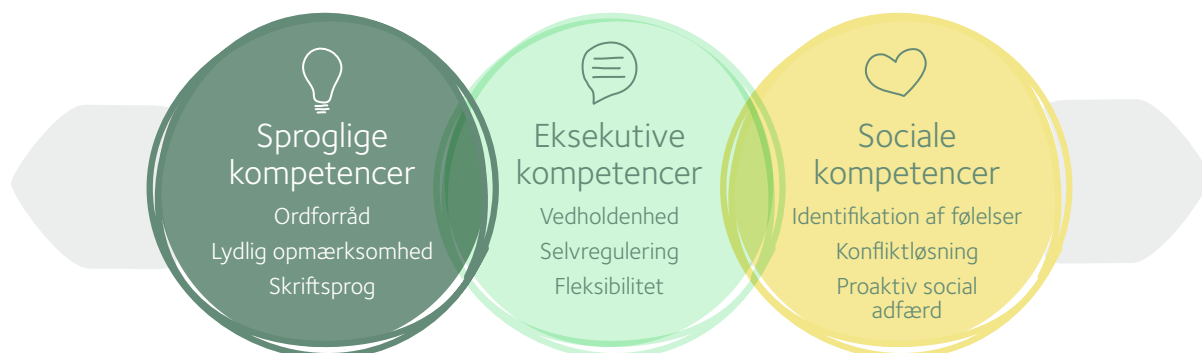 Sproglige
kompetencer
Ordforråd
Lydlig opmærksomhed
Skriftsprog
Eksekutive
kompetencer
Vedholdenhed
Selvregulering
Fleksibilitet
Sociale
kompetencer
Identifikation af følelser
Konfliktløsning
Proaktiv social
adfærd